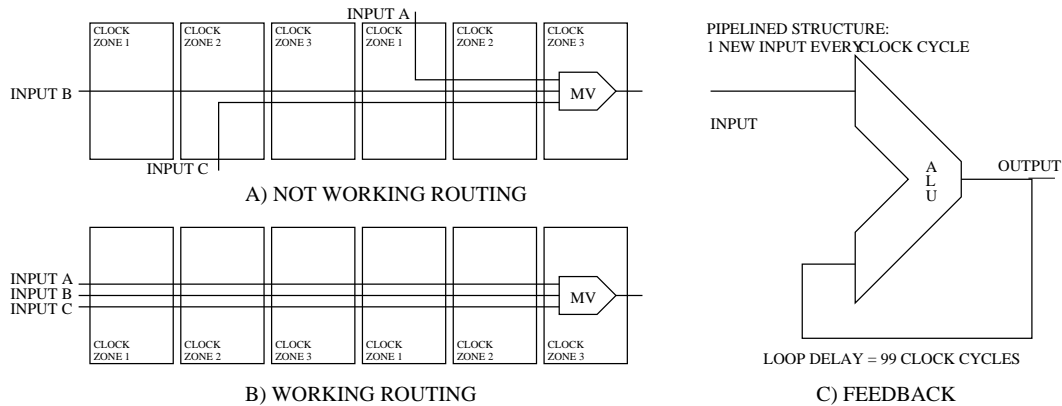 INPUT A
CLOCK
ZONE 1
CLOCK
ZONE 2
CLOCK
ZONE 3
CLOCK
ZONE 1
CLOCK
ZONE 2
CLOCK
ZONE 3
INPUT B
MV
INPUT C
A) NOT WORKING ROUTING
INPUT A
INPUT B
INPUT C
MV
CLOCK
ZONE 1
CLOCK
ZONE 2
CLOCK
ZONE 3
CLOCK
ZONE 1
CLOCK
ZONE 2
CLOCK
ZONE 3
B) WORKING ROUTING
PIPELINED STRUCTURE:
1 NEW INPUT EVERY CLOCK CYCLE
INPUT
ALU
OUTPUT
LOOP DELAY = 99 CLOCK CYCLES
C) FEEDBACK